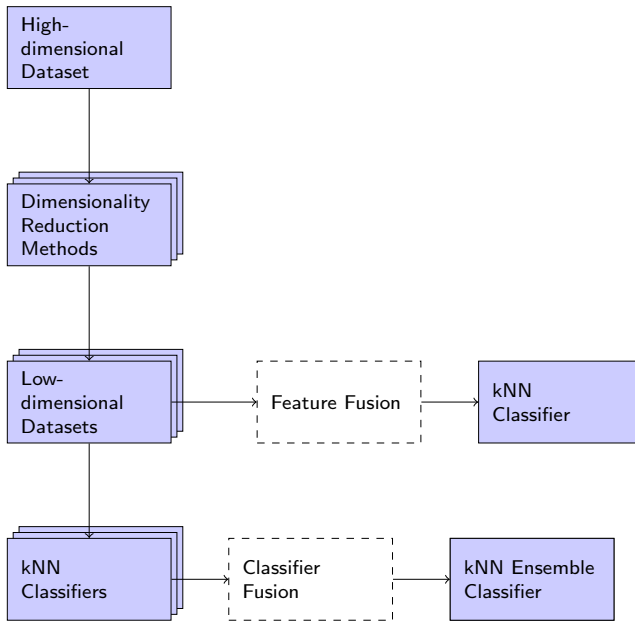 High-
dimensional
Dataset
Dimensionality
Reduction
Methods
Low-
dimensional
Datasets
Feature Fusion
kNN
Classifier
kNN
Classifiers
Classifier
Fusion
kNN Ensemble
Classifier